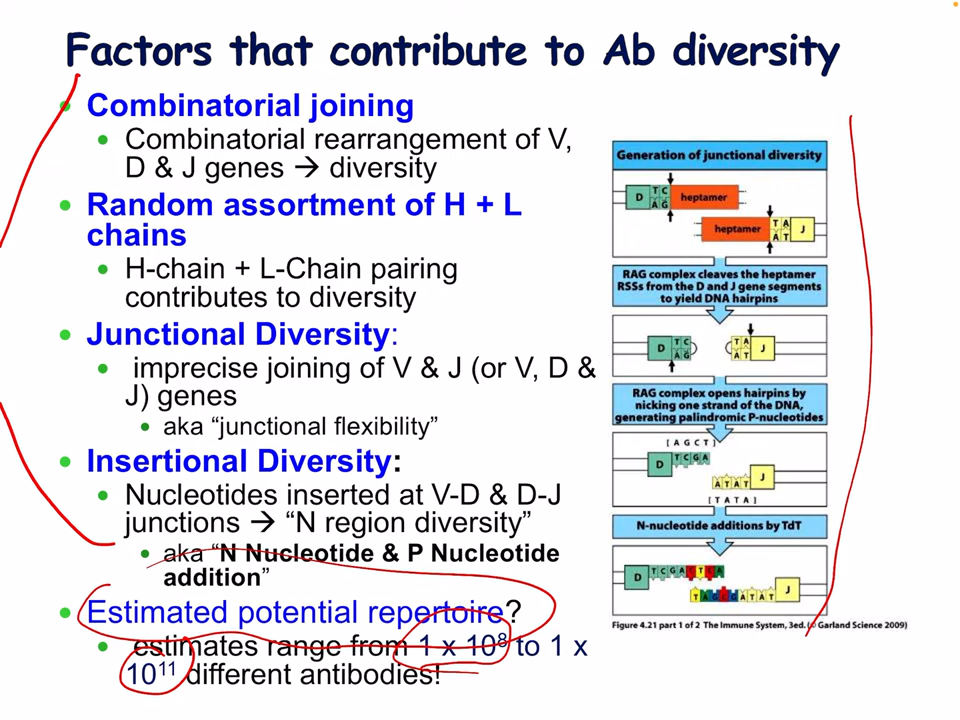 Factors that contribute to Ab diversity
• Combinatorial joining
• Combinatorial rearrangement of V,
D & J genes → diversity
• Random assortment of H + L
chains
• H-chain + L-Chain pairing
contributes to diversity
• Junctional Diversity:
• imprecise joining of V & J (or V, D &
J) genes
• aka “junctional flexibility”
• Insertional Diversity:
• Nucleotides inserted at V-D & D-J
junctions → “N region diversity”
• aka “N Nucleotide & P Nucleotide
addition”
• Estimated potential repertoire?
• estimates range from 1 x 10⁸ to 1 x
10¹¹ different antibodies!
Generation of junctional diversity
D T C heptamer
A G
heptamer T A J
A T
RAG complex cleaves the heptamer
RSSs from the D and J gene segments
to yield DNA hairpins
D T C T A J
A G A T
RAG complex opens hairpins by
nicking one strand of the DNA,
generating palindromic P-nucleotides
[ A G C T ]
D T C G A
A T A T J
[ T A T A ]
N-nucleotide additions by TdT
D T C G A
A T A T J
Figure 4.21 part 1 of 2 The Immune System, 3ed. (© Garland Science 2009)